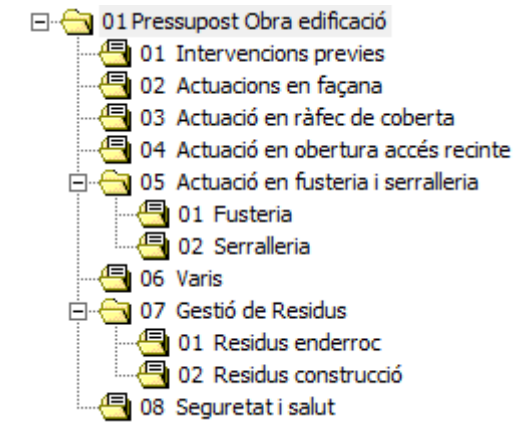 01 Pressupost Obra edificació
01 Intervencions previes
02 Actuacions en façana
03 Actuació en ràfec de coberta
04 Actuació en obertura accés recinte
05 Actuació en fusteria i serralleria
01 Fusteria
02 Serralleria
06 Varis
07 Gestió de Residus
01 Residus enderroc
02 Residus construcció
08 Seguretat i salut